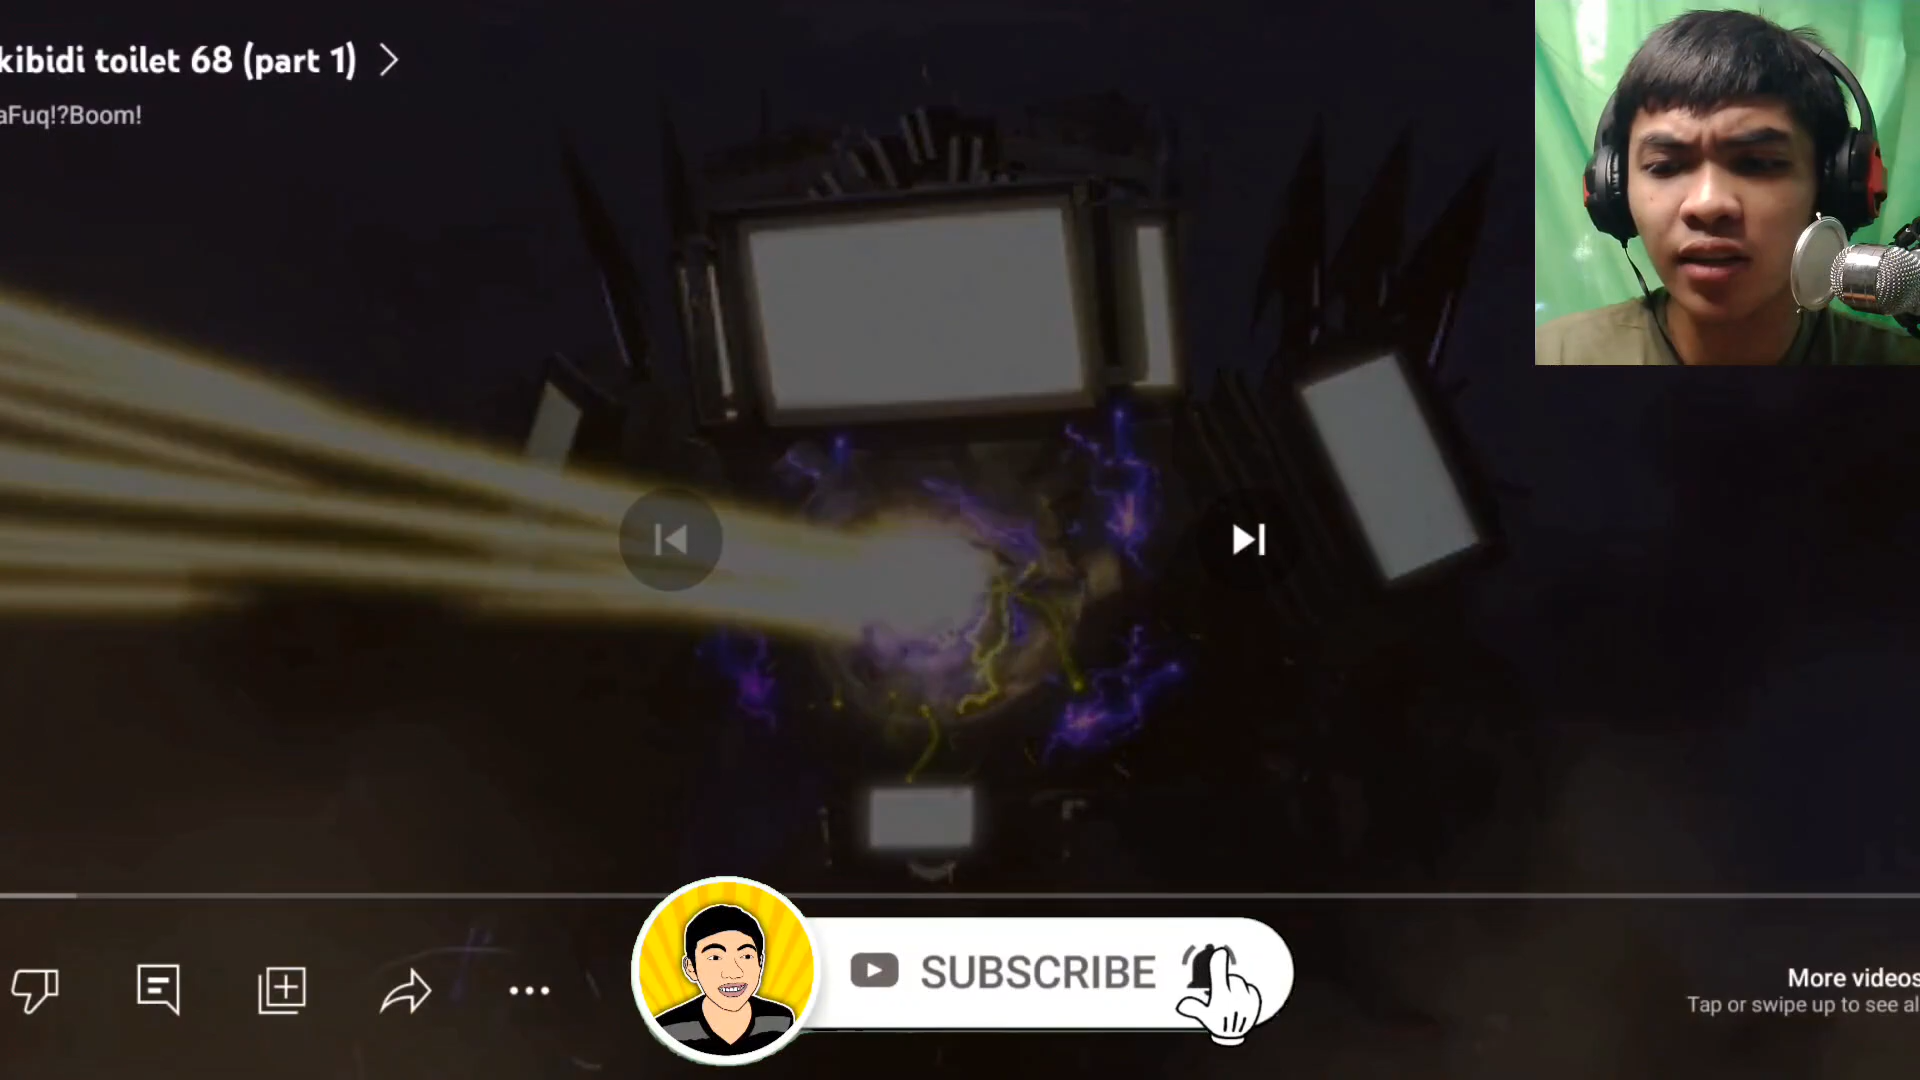 kibidi toilet 68 (part 1)
aFuq!?Boom!
SUBSCRIBE
More videos
Tap or swipe up to see al